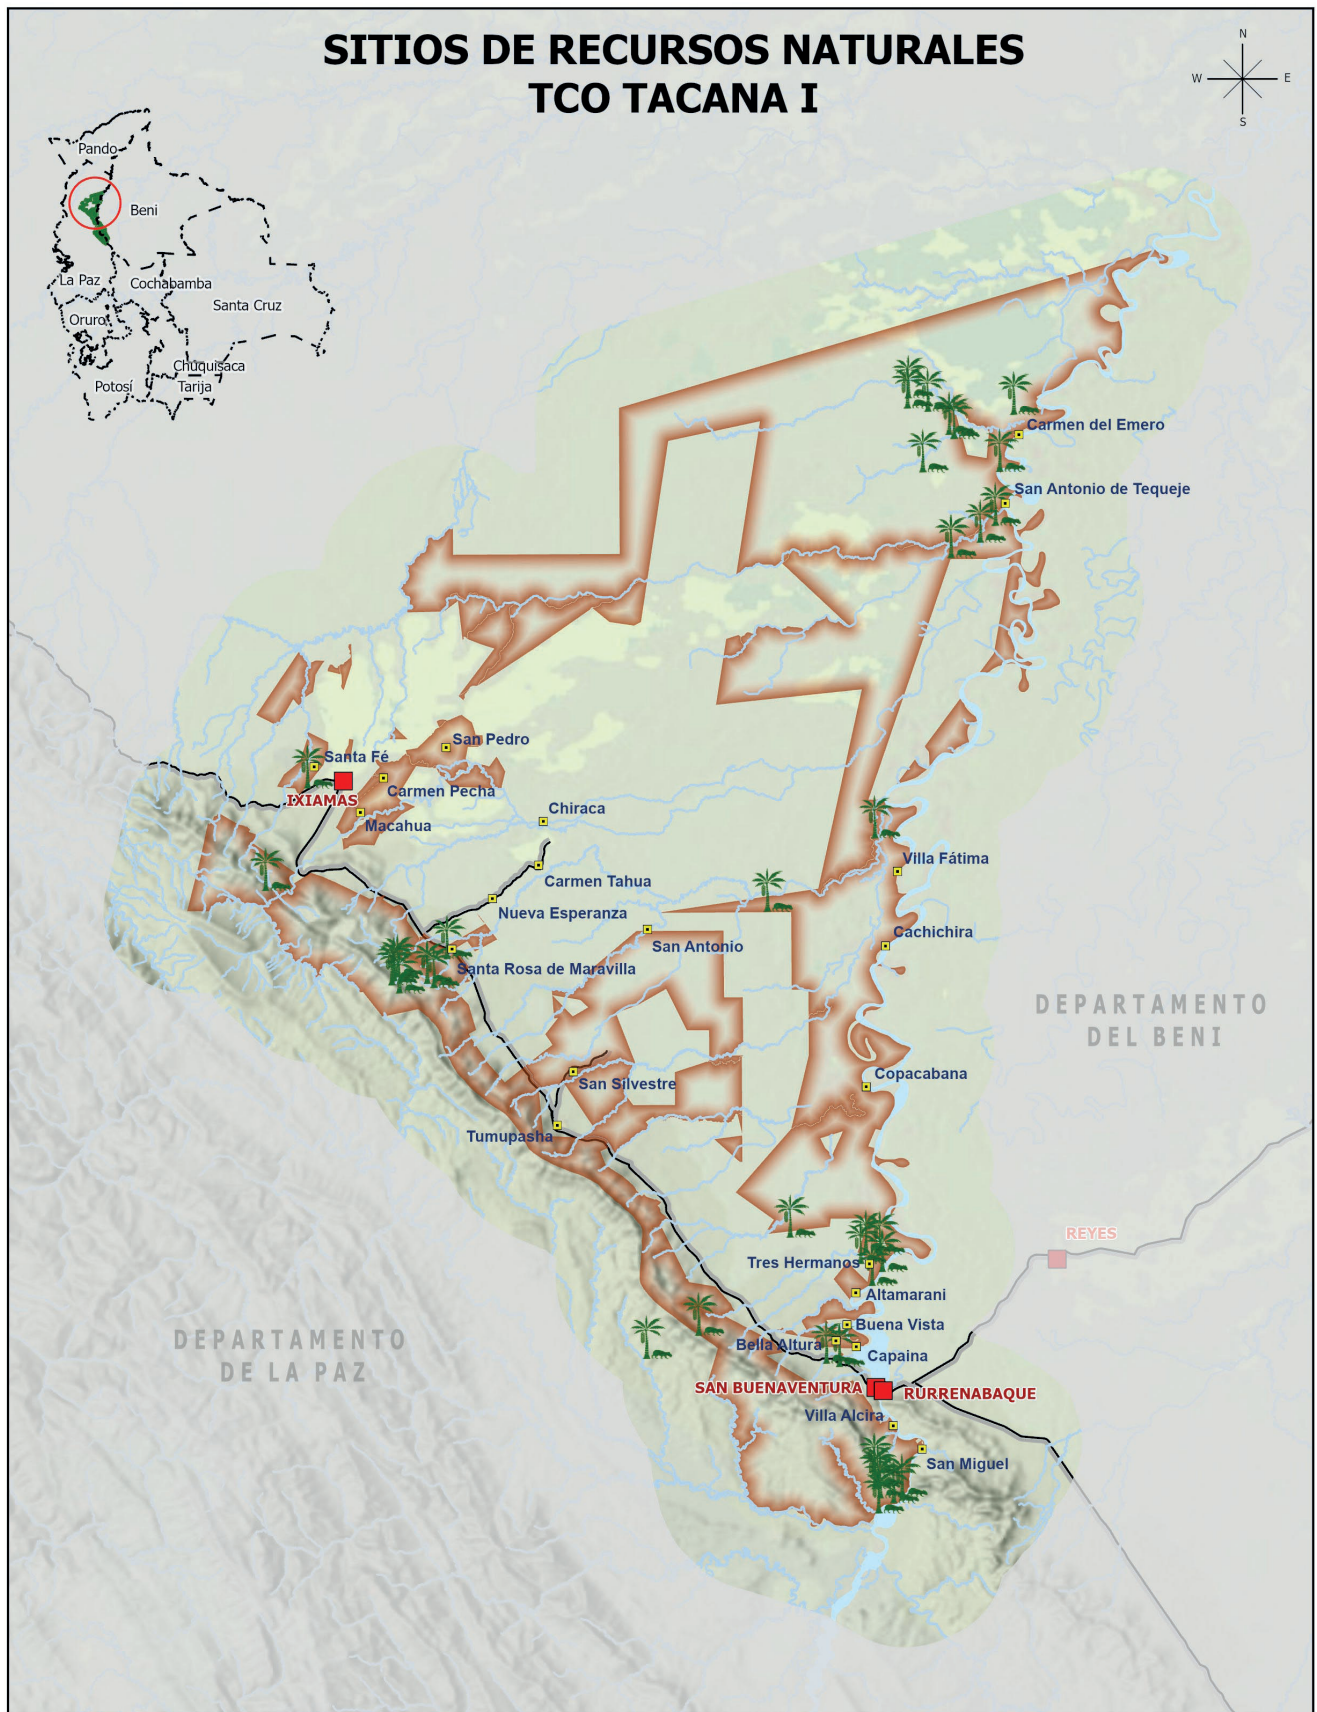 SITIOS DE RECURSOS NATURALES
TCO TACANA I
N
W
E
S
Pando
Beni
La Paz
Cochabamba
Santa Cruz
Oruro
Chuquisaca
Potosí
Tarija
Carmen del Emero
San Antonio de Tequeje
San Pedro
Santa Fé
Carmen Pecha
IXIAMAS
Macahua
Chiraca
Villa Fátima
Carmen Tahua
Nueva Esperanza
Cachichira
San Antonio
Santa Rosa de Maravilla
DEPARTAMENTO
DEL BENI
Copacabana
San Silvestre
Tumupasha
REYES
Tres Hermanos
Altamarani
Buena Vista
Bella Altura
Capaina
DEPARTAMENTO
DE LA PAZ
SAN BUENAVENTURA
RURRENABAQUE
Villa Alcira
San Miguel